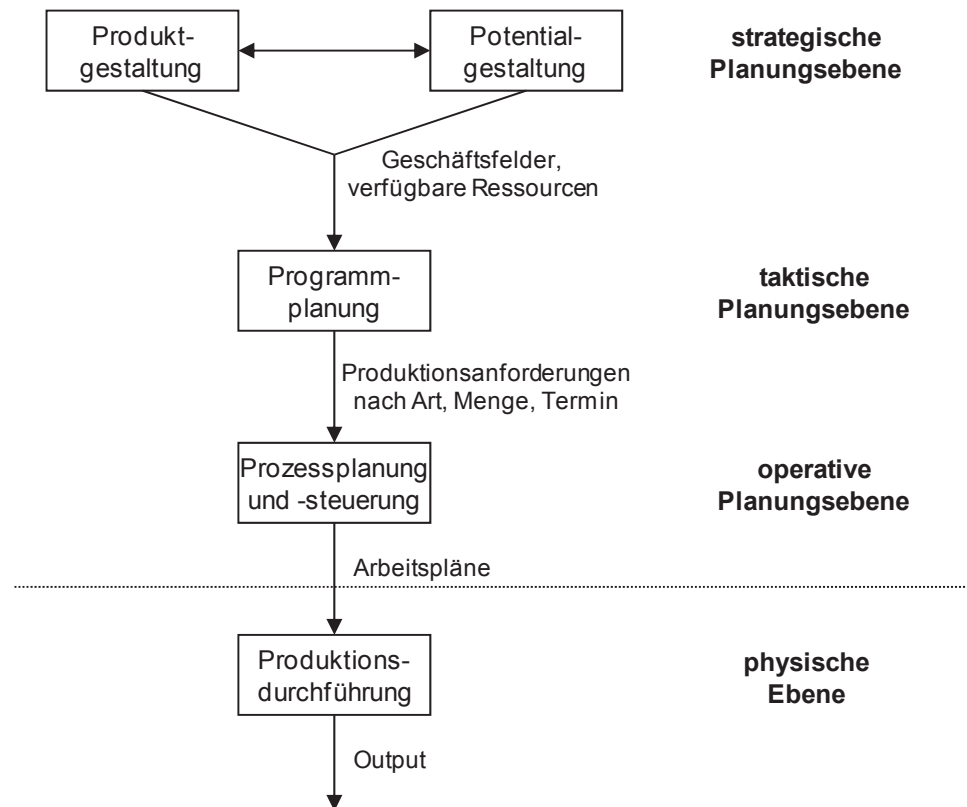 Produkt-
gestaltung
Potential-
gestaltung
strategische
Planungsebene
Geschäftsfelder,
verfügbare Ressourcen
Programm-
planung
taktische
Planungsebene
Produktionsanforderungen
nach Art, Menge, Termin
Prozessplanung
und -steuerung
operative
Planungsebene
Arbeitspläne
Produktions-
durchführung
physische
Ebene
Output